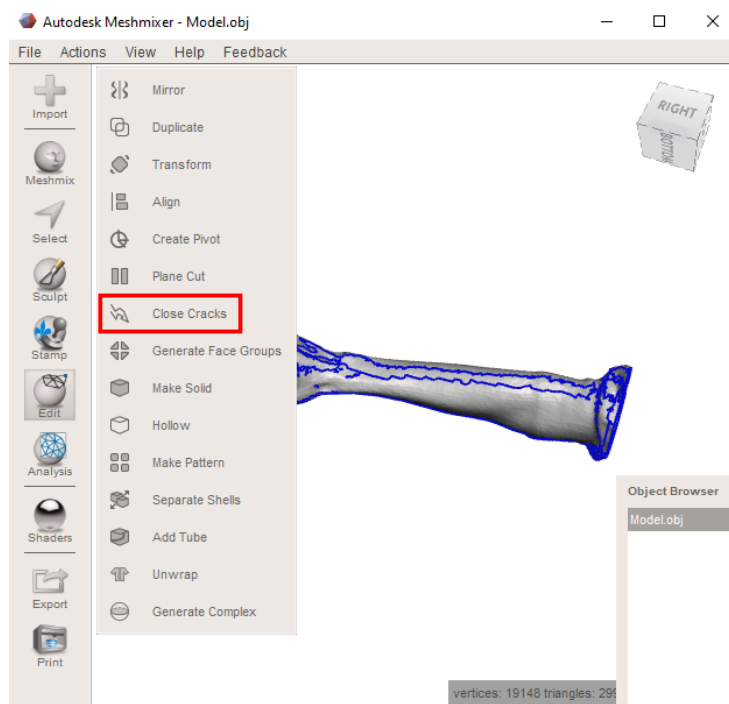 Autodesk Meshmixer - Model.obj
File Actions View Help Feedback
Import
Meshmix
Select
Sculpt
Stamp
Edit
Analysis
Shaders
Export
Print
Mirror
Duplicate
Transform
Align
Create Pivot
Plane Cut
Close Cracks
Generate Face Groups
Make Solid
Hollow
Make Pattern
Separate Shells
Add Tube
Unwrap
Generate Complex
RIGHT
BOTTOM
Object Browser
Model.obj
vertices: 19148 triangles: 299